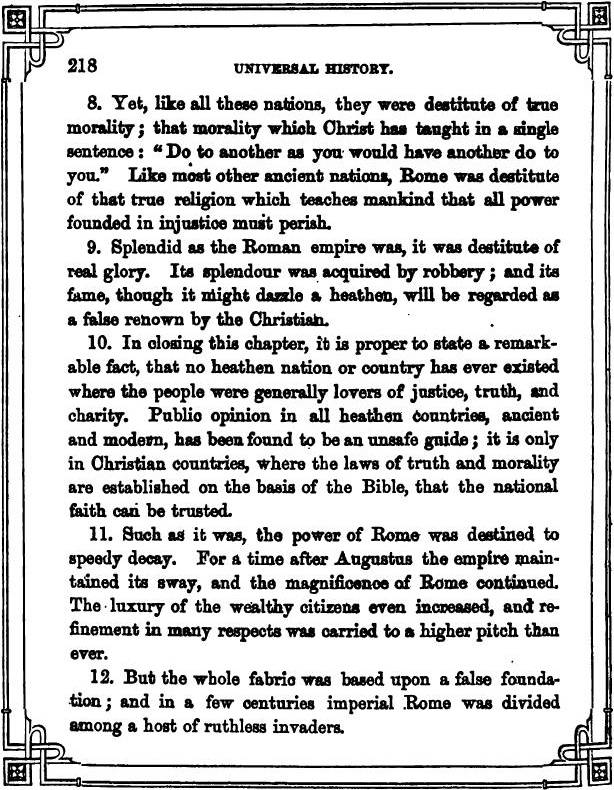 218
UNIVERSAL HISTORY.
8. Yet, like all these nations, they were destitute of true
morality; that morality which Christ has taught in a single
sentence: "Do to another as you would have another do to
you." Like most other ancient nations, Rome was destitute
of that true religion which teaches mankind that all power
founded in injustice must perish.
9. Splendid as the Roman empire was, it was destitute of
real glory. Its splendour was acquired by robbery; and its
fame, though it might dazzle a heathen, will be regarded as
a false renown by the Christian.
10. In closing this chapter, it is proper to state a remark-
able fact, that no heathen nation or country has ever existed
where the people were generally lovers of justice, truth, and
charity. Public opinion in all heathen countries, ancient
and modern, has been found to be an unsafe guide; it is only
in Christian countries, where the laws of truth and morality
are established on the basis of the Bible, that the national
faith can be trusted.
11. Such as it was, the power of Rome was destined to
speedy decay. For a time after Augustus the empire main-
tained its sway, and the magnificence of Rome continued.
The luxury of the wealthy citizens even increased, and re-
finement in many respects was carried to a higher pitch than
ever.
12. But the whole fabric was based upon a false founda-
tion; and in a few centuries imperial Rome was divided
among a host of ruthless invaders.